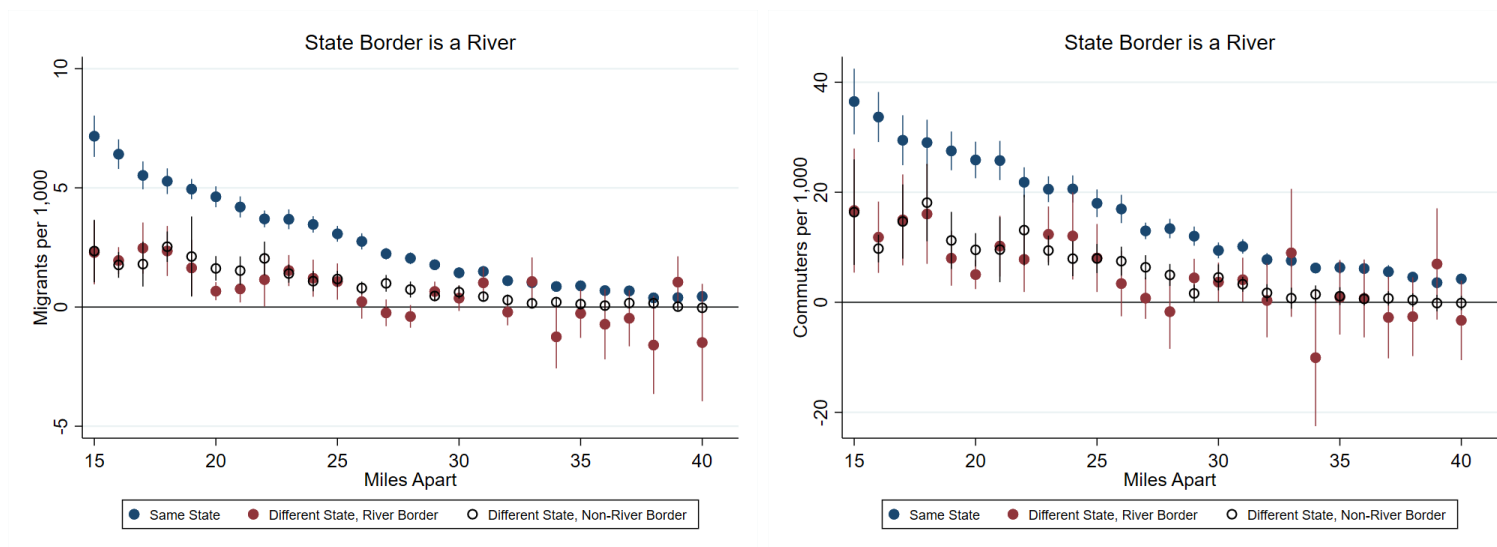 State Border is a River
Migrants per 1,000
10
5
0
-5
15 20 25 30 35 40
Miles Apart
Same State Different State, River Border Different State, Non-River Border
State Border is a River
Commuters per 1,000
40
20
0
-20
15 20 25 30 35 40
Miles Apart
Same State Different State, River Border Different State, Non-River Border